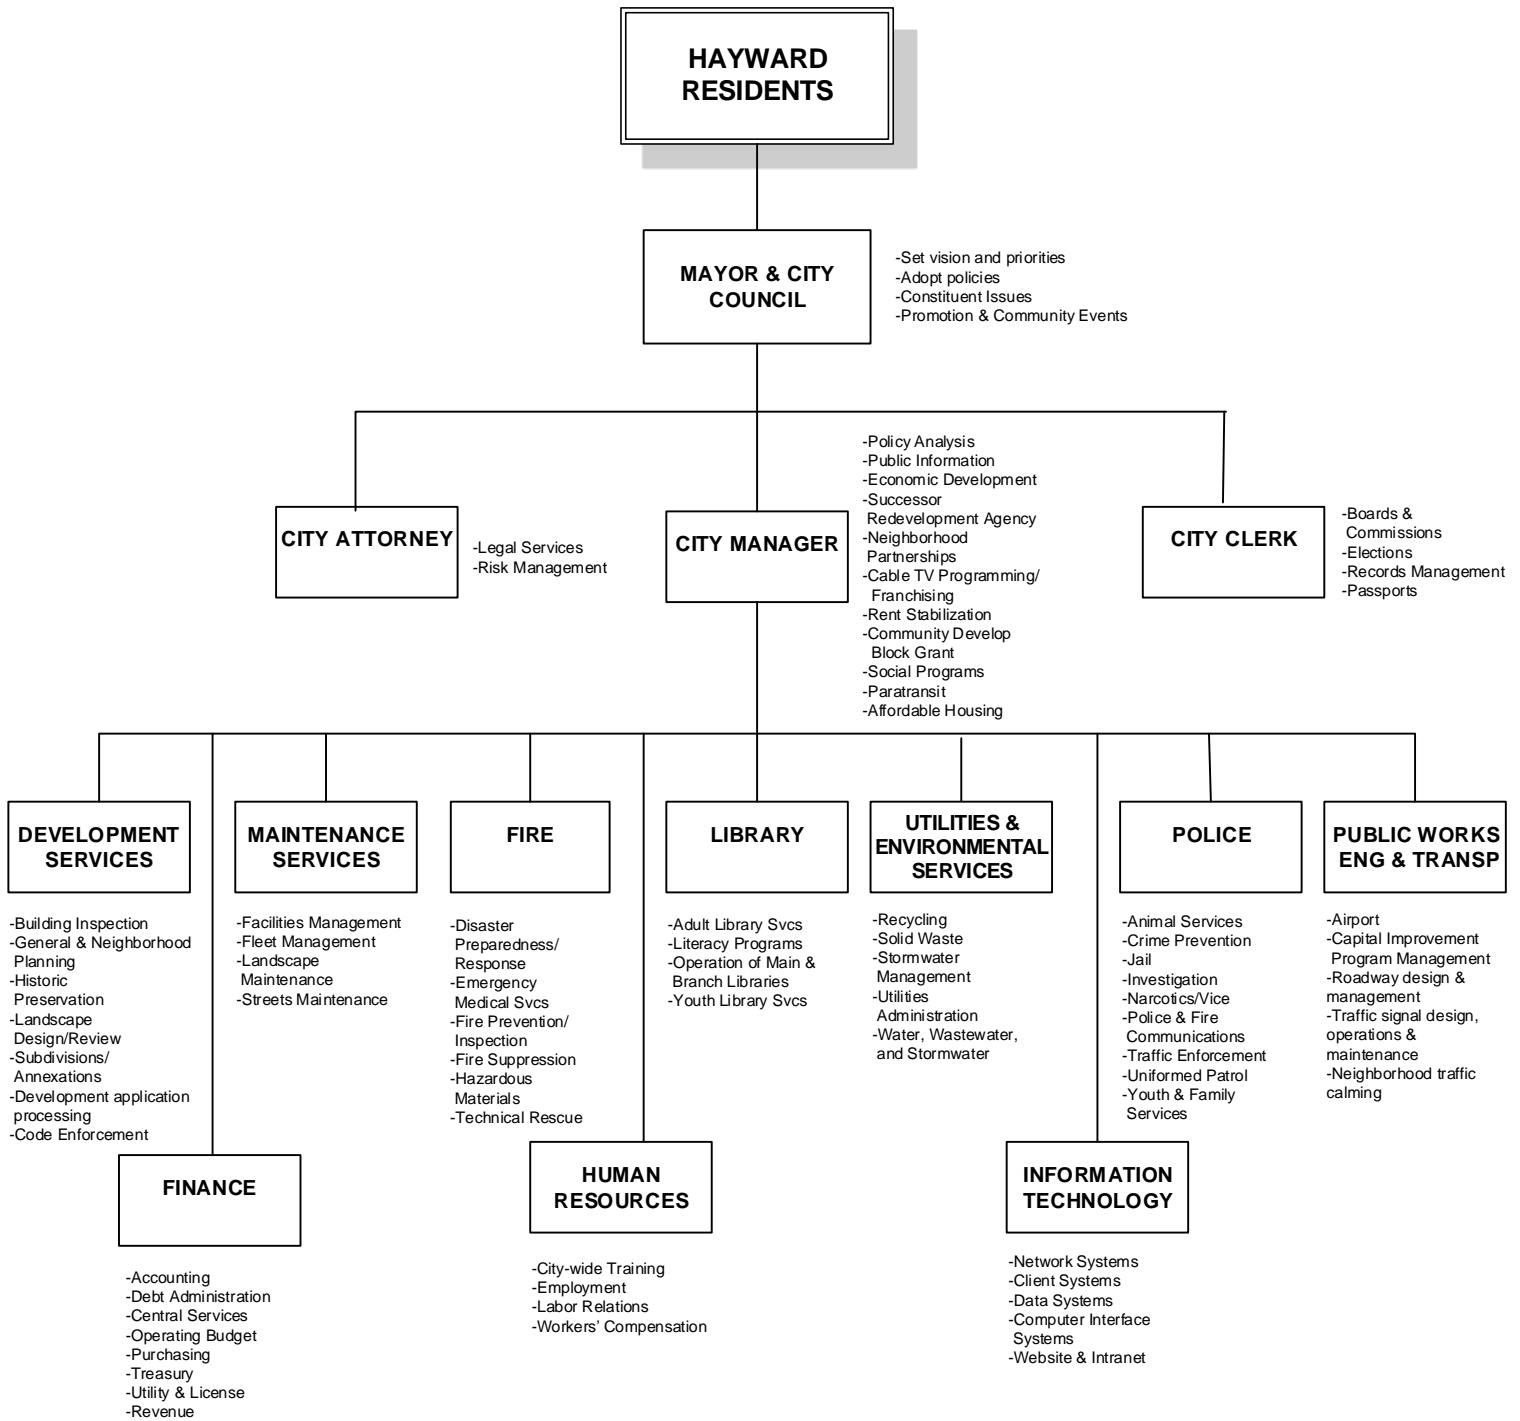 HAYWARD
RESIDENTS
MAYOR & CITY
COUNCIL
-Set vision and priorities
-Adopt policies
-Constituent Issues
-Promotion & Community Events
CITY ATTORNEY
-Legal Services
-Risk Management
CITY MANAGER
-Policy Analysis
-Public Information
-Economic Development
-Successor
Redevelopment Agency
-Neighborhood
Partnerships
-Cable TV Programming/
Franchising
-Rent Stabilization
-Community Develop
Block Grant
-Social Programs
-Paratransit
-Affordable Housing
CITY CLERK
-Boards &
Commissions
-Elections
-Records Management
-Passports
DEVELOPMENT
SERVICES
-Building Inspection
-General & Neighborhood
Planning
-Historic
Preservation
-Landscape
Design/Review
-Subdivisions/
Annexations
-Development application
processing
-Code Enforcement
MAINTENANCE
SERVICES
-Facilities Management
-Fleet Management
-Landscape
Maintenance
-Streets Maintenance
FIRE
-Disaster
Preparedness/
Response
-Emergency
Medical Svcs
-Fire Prevention/
Inspection
-Fire Suppression
-Hazardous
Materials
-Technical Rescue
LIBRARY
-Adult Library Svcs
-Literacy Programs
-Operation of Main &
Branch Libraries
-Youth Library Svcs
UTILITIES &
ENVIRONMENTAL
SERVICES
-Recycling
-Solid Waste
-Stormwater
Management
-Utilities
Administration
-Water, Wastewater,
and Stormwater
POLICE
-Animal Services
-Crime Prevention
-Jail
-Investigation
-Narcotics/Vice
-Police & Fire
Communications
-Traffic Enforcement
-Uniformed Patrol
-Youth & Family
Services
PUBLIC WORKS
ENG & TRANSP
-Airport
-Capital Improvement
Program Management
-Roadway design &
management
-Traffic signal design,
operations &
maintenance
-Neighborhood traffic
calming
FINANCE
-Accounting
-Debt Administration
-Central Services
-Operating Budget
-Purchasing
-Treasury
-Utility & License
-Revenue
HUMAN
RESOURCES
-City-wide Training
-Employment
-Labor Relations
-Workers’ Compensation
INFORMATION
TECHNOLOGY
-Network Systems
-Client Systems
-Data Systems
-Computer Interface
Systems
-Website & Intranet